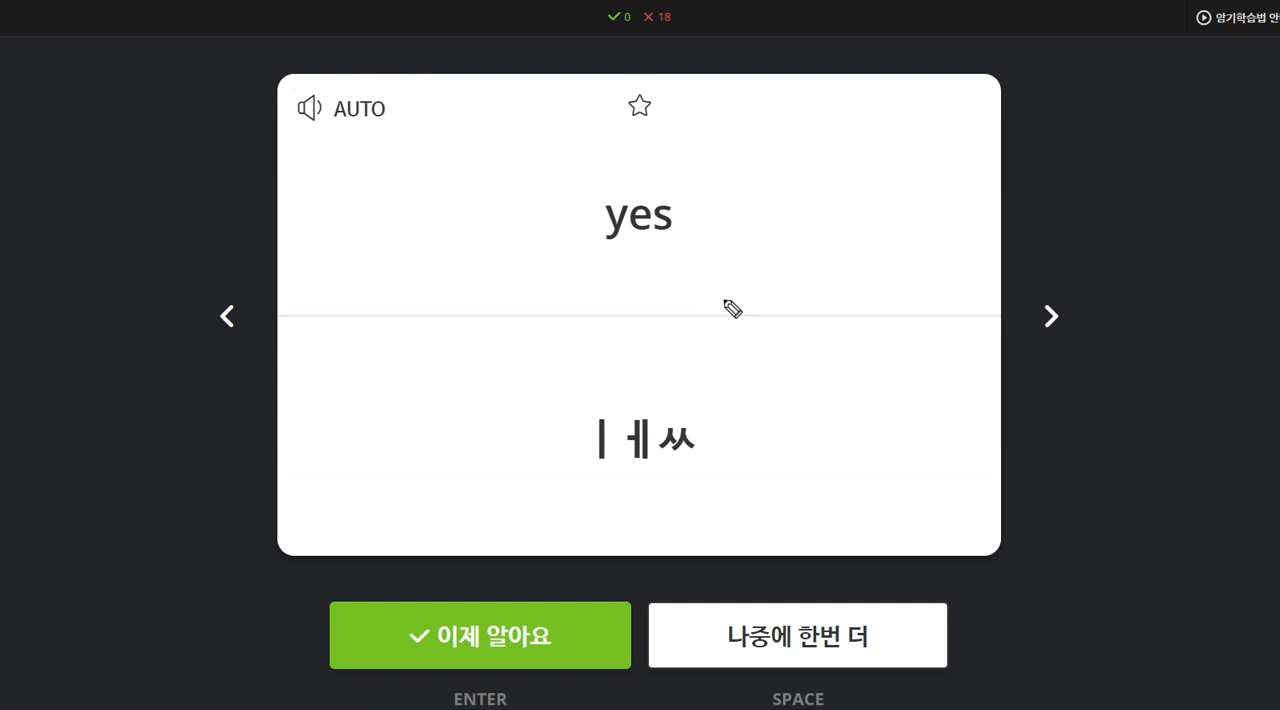 0 18
암기학습법 안
AUTO
yes
ㅣㅔㅆ
이제 알아요
나중에 한번 더
ENTER
SPACE